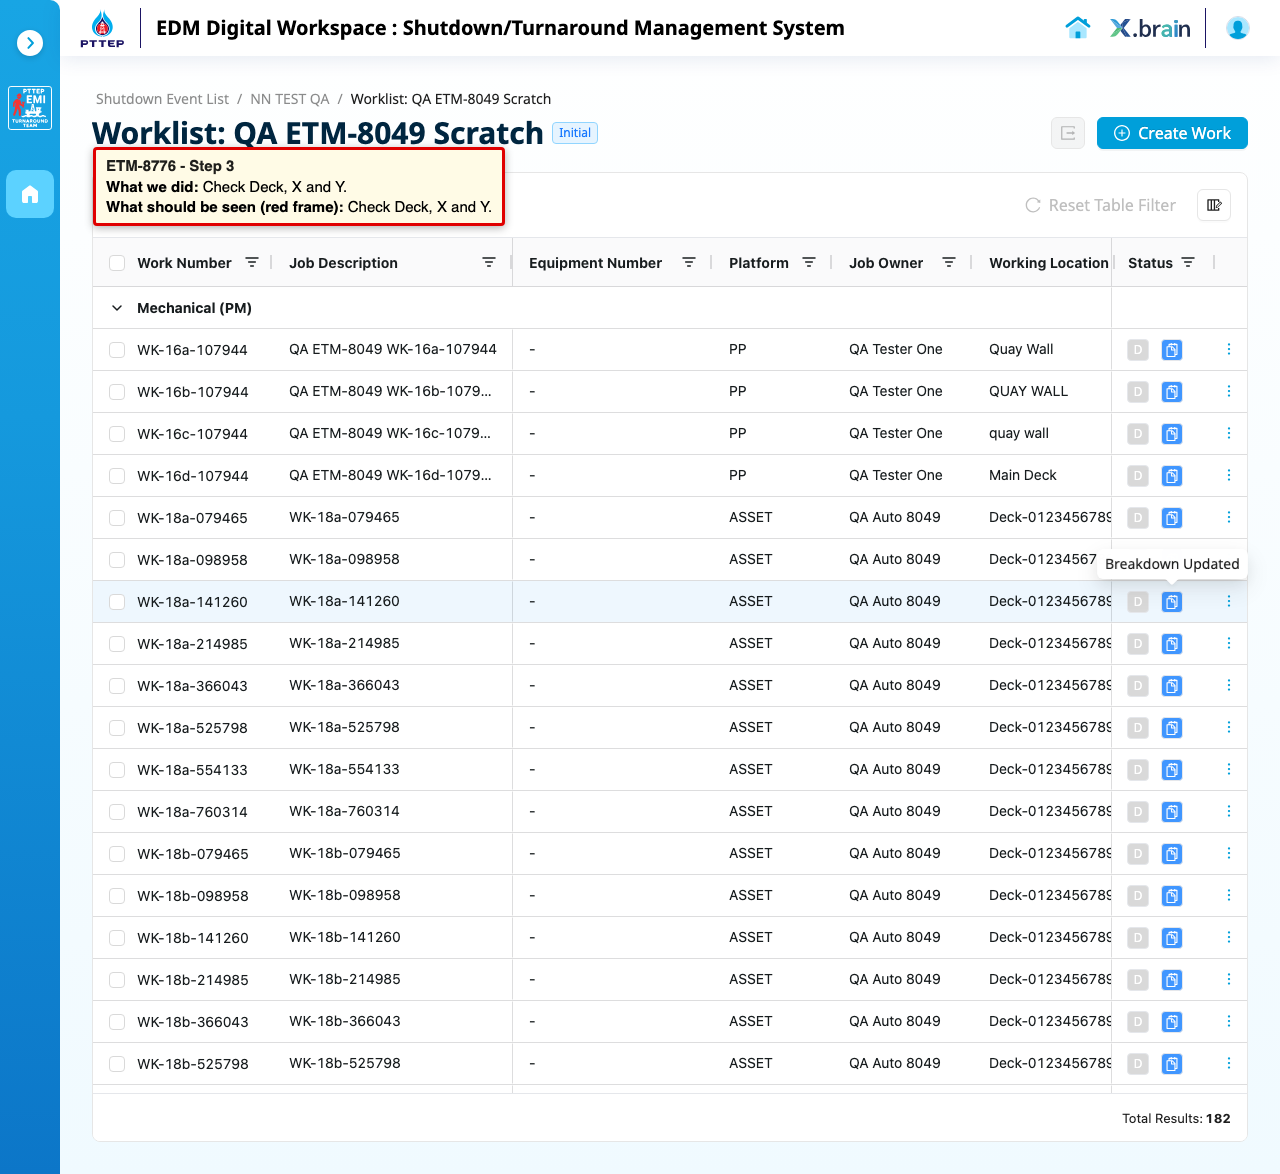 PTTEP
EDM Digital Workspace : Shutdown/Turnaround Management System
X.brain
PTTEP
EMI
TURNAROUND
TEAM
Shutdown Event List / NN TEST QA / Worklist: QA ETM-8049 Scratch
Worklist: QA ETM-8049 Scratch Initial
Create Work
ETM-8776 - Step 3
What we did: Check Deck, X and Y.
What should be seen (red frame): Check Deck, X and Y.
Reset Table Filter
Work Number Job Description Equipment Number Platform Job Owner Working Location Status
Mechanical (PM)
WK-16a-107944 QA ETM-8049 WK-16a-107944 - PP QA Tester One Quay Wall D
WK-16b-107944 QA ETM-8049 WK-16b-1079... - PP QA Tester One QUAY WALL D
WK-16c-107944 QA ETM-8049 WK-16c-1079... - PP QA Tester One quay wall D
WK-16d-107944 QA ETM-8049 WK-16d-1079... - PP QA Tester One Main Deck D
WK-18a-079465 WK-18a-079465 - ASSET QA Auto 8049 Deck-0123456789 D
WK-18a-098958 WK-18a-098958 - ASSET QA Auto 8049 Deck-01234567
Breakdown Updated
WK-18a-141260 WK-18a-141260 - ASSET QA Auto 8049 Deck-0123456789 D
WK-18a-214985 WK-18a-214985 - ASSET QA Auto 8049 Deck-0123456789 D
WK-18a-366043 WK-18a-366043 - ASSET QA Auto 8049 Deck-0123456789 D
WK-18a-525798 WK-18a-525798 - ASSET QA Auto 8049 Deck-0123456789 D
WK-18a-554133 WK-18a-554133 - ASSET QA Auto 8049 Deck-0123456789 D
WK-18a-760314 WK-18a-760314 - ASSET QA Auto 8049 Deck-0123456789 D
WK-18b-079465 WK-18b-079465 - ASSET QA Auto 8049 Deck-0123456789 D
WK-18b-098958 WK-18b-098958 - ASSET QA Auto 8049 Deck-0123456789 D
WK-18b-141260 WK-18b-141260 - ASSET QA Auto 8049 Deck-0123456789 D
WK-18b-214985 WK-18b-214985 - ASSET QA Auto 8049 Deck-0123456789 D
WK-18b-366043 WK-18b-366043 - ASSET QA Auto 8049 Deck-0123456789 D
WK-18b-525798 WK-18b-525798 - ASSET QA Auto 8049 Deck-0123456789 D
Total Results: 182